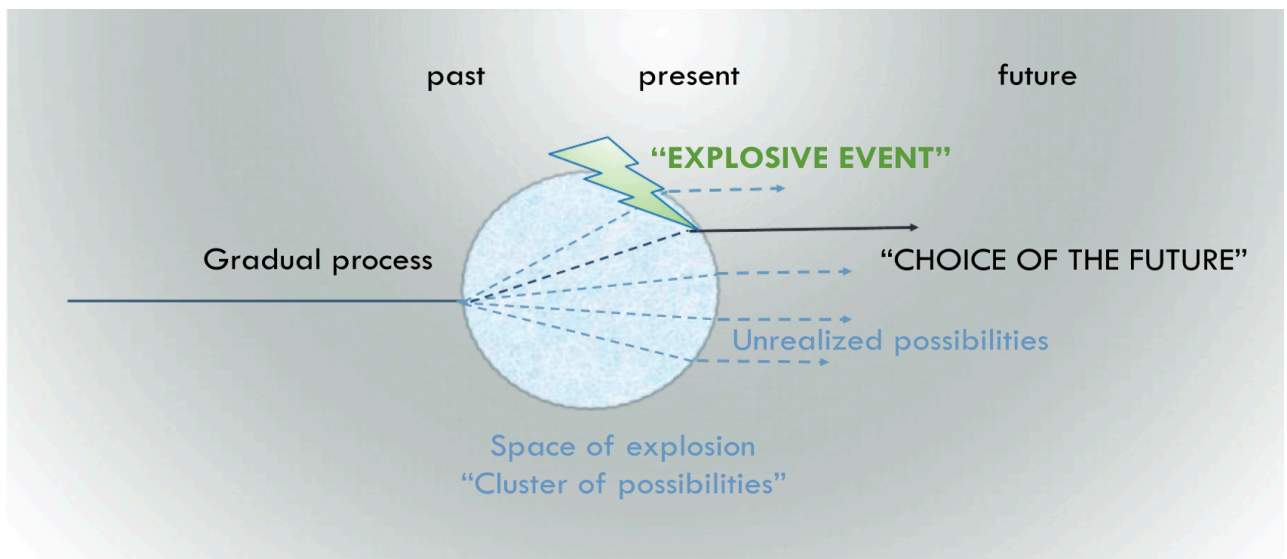 past present future
“EXPLOSIVE EVENT”
Gradual process
“CHOICE OF THE FUTURE”
Unrealized possibilities
Space of explosion
“Cluster of possibilities”